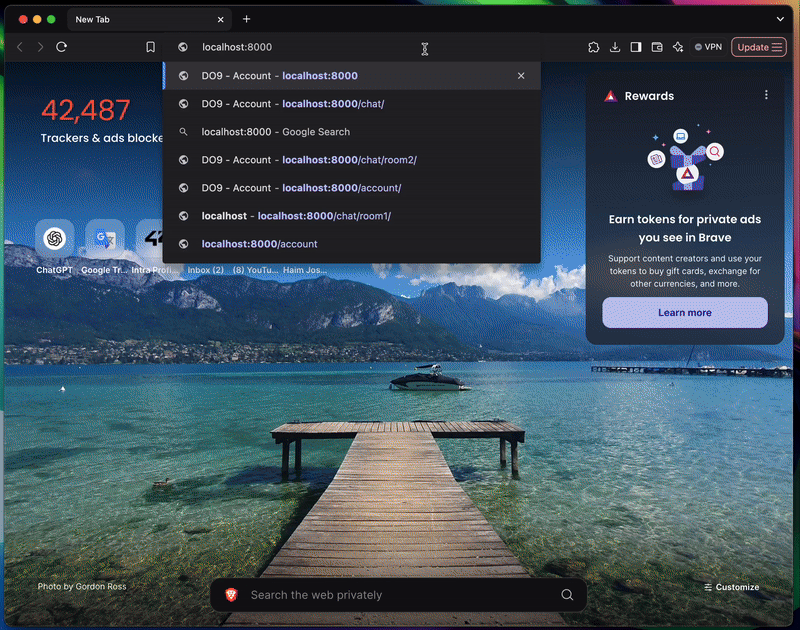 New Tab
localhost:8000
VPN
Update
DO9 - Account - localhost:8000
DO9 - Account - localhost:8000/chat/
localhost:8000 - Google Search
DO9 - Account - localhost:8000/chat/room2/
DO9 - Account - localhost:8000/account/
localhost - localhost:8000/chat/room1/
localhost:8000/account
42,487
Trackers & ads blocke
ChatGPT
Google Tr...
Intra Profi...
Inbox (2)
(8) YouTu...
Haim Jos...
Rewards
Earn tokens for private ads
you see in Brave
Support content creators and use your
tokens to buy gift cards, exchange for
other currencies, and more.
Learn more
Photo by Gordon Ross
Search the web privately
Customize